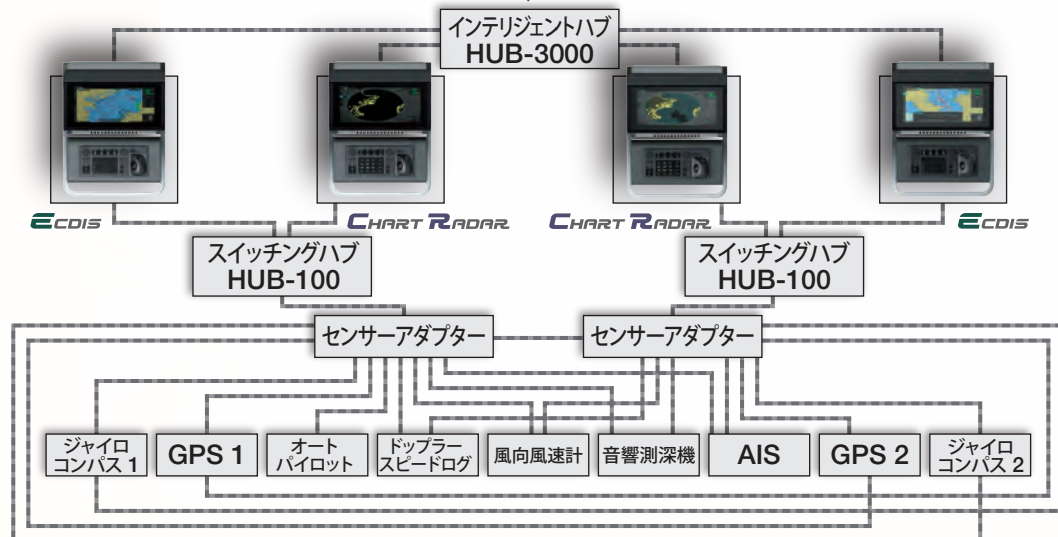 インテリジェントハブ
HUB-3000
ECDIS
CHART RADAR
CHART RADAR
ECDIS
スイッチングハブ
HUB-100
スイッチングハブ
HUB-100
センサーアダプター
センサーアダプター
ジャイロ
コンパス 1
GPS 1
オート
パイロット
ドップラー
スピードログ
風向風速計
音響測深機
AIS
GPS 2
ジャイロ
コンパス 2